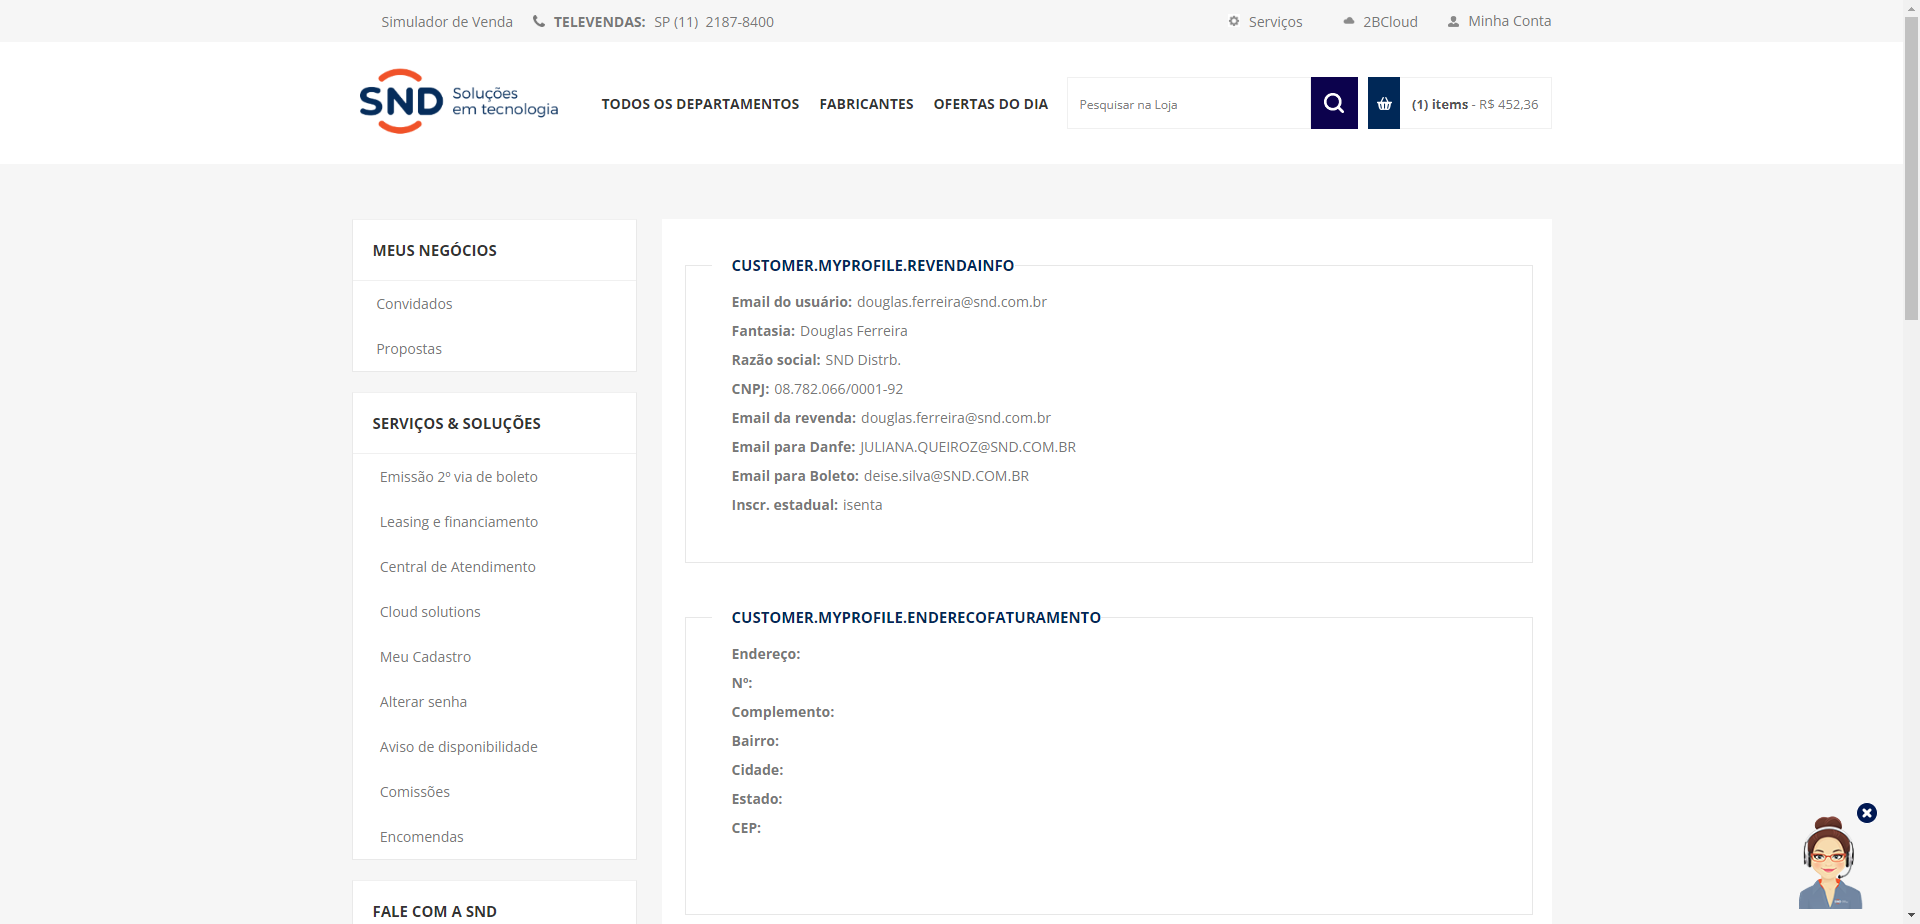 Simulador de Venda TELEVENDAS: SP (11) 2187-8400 Serviços 2BCloud Minha Conta
SND Soluções
em tecnologia
TODOS OS DEPARTAMENTOS FABRICANTES OFERTAS DO DIA Pesquisar na Loja (1) items - R$ 452,36
MEUS NEGÓCIOS
Convidados
Propostas
SERVIÇOS & SOLUÇÕES
Emissão 2º via de boleto
Leasing e financiamento
Central de Atendimento
Cloud solutions
Meu Cadastro
Alterar senha
Aviso de disponibilidade
Comissões
Encomendas
FALE COM A SND
CUSTOMER.MYPROFILE.REVENDAINFO
Email do usuário: douglas.ferreira@snd.com.br
Fantasia: Douglas Ferreira
Razão social: SND Distrb.
CNPJ: 08.782.066/0001-92
Email da revenda: douglas.ferreira@snd.com.br
Email para Danfe: JULIANA.QUEIROZ@SND.COM.BR
Email para Boleto: deise.silva@SND.COM.BR
Inscr. estadual: isenta
CUSTOMER.MYPROFILE.ENDERECOFATURAMENTO
Endereço:
Nº:
Complemento:
Bairro:
Cidade:
Estado:
CEP: